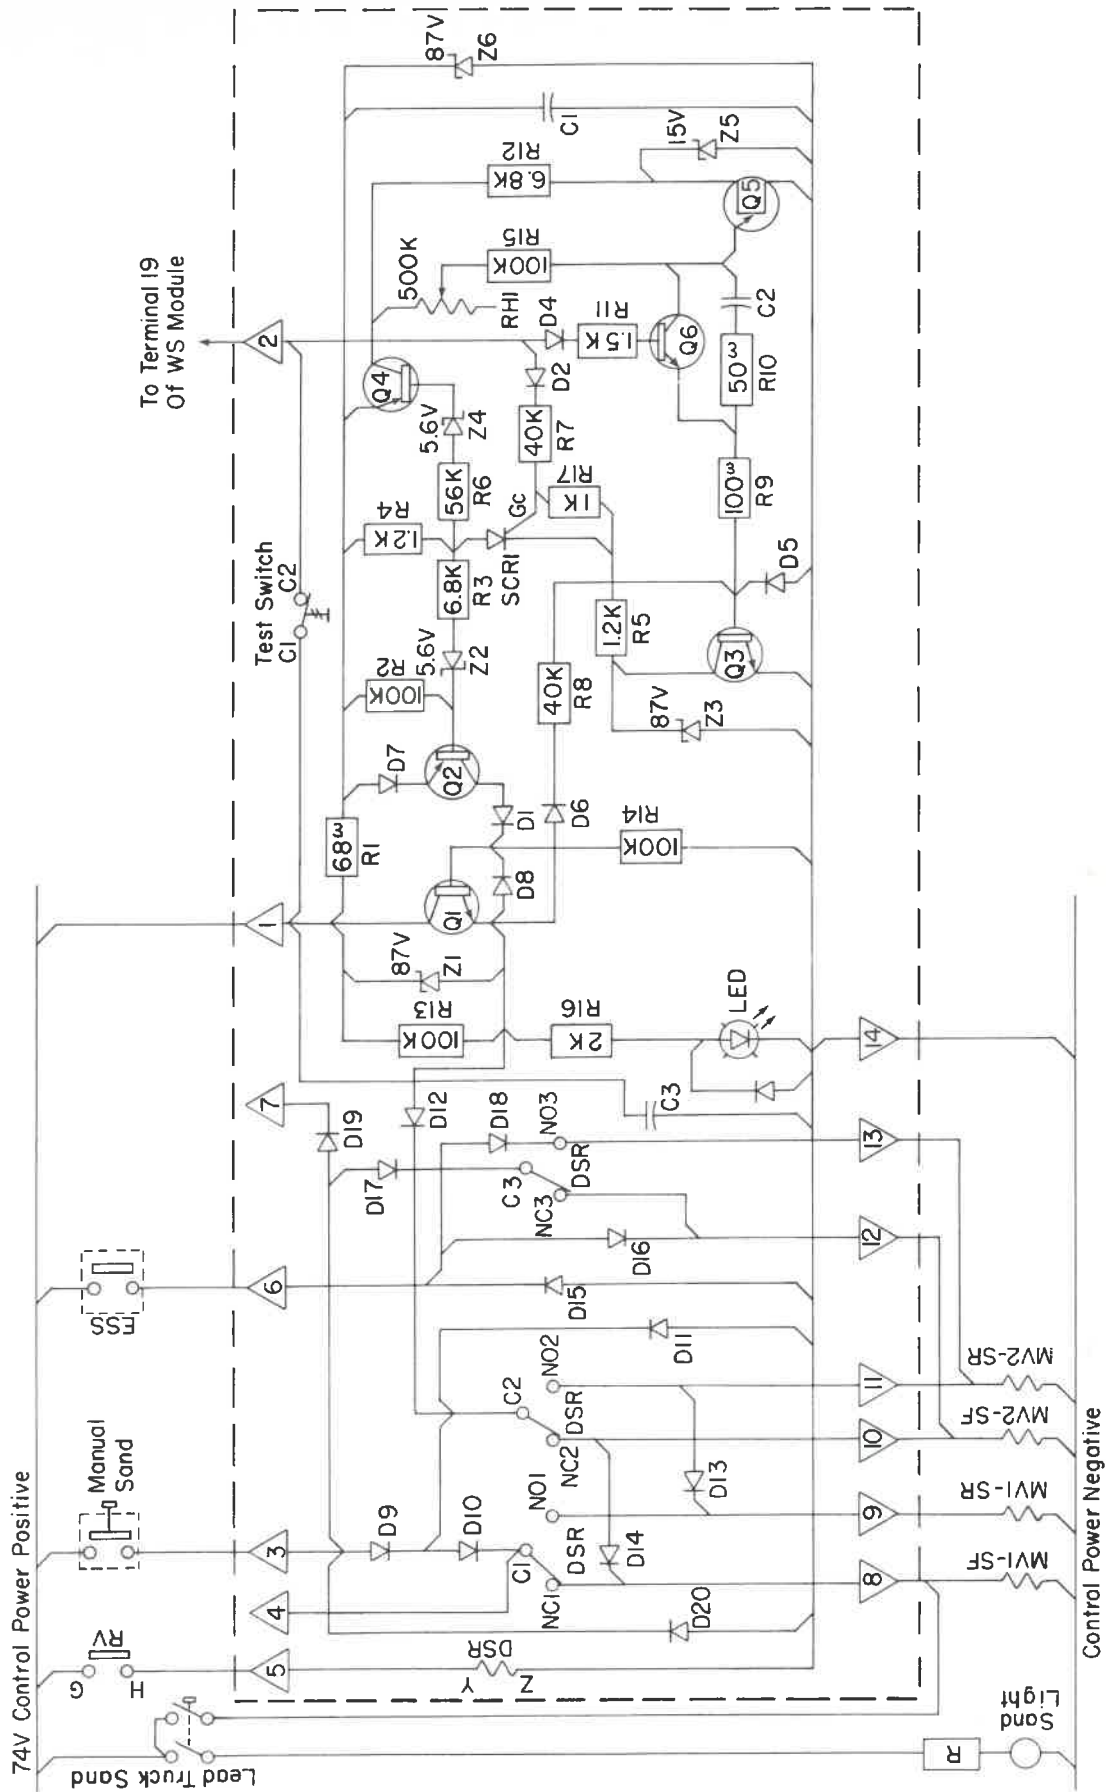 74V Control Power Positive
G
RV
H
Manual
Sand
ESS
Test Switch
C1
C2
To Terminal 19
Of WS Module
Lead Truck Sand
5
4
3
6
7
1
2
DSR
Y
Z
D20
D9
D10
C1
NO1
NC1
DSR
D14
D13
C2
NO2
NC2
DSR
D11
D15
D16
D17
C3
NC3
DSR
NO3
D18
D19
D12
C3
100K
R13
2K
R16
LED
87V
Z1
68ω
R1
Q1
D8
D1
D7
Q2
100K
R2
5.6V
Z2
6.8K
R3
1.2K
R4
SCR1
GC
56K
R6
5.6V
Z4
Q4
500K
RH1
D4
D2
40K
R7
1K
R17
1.5K
R11
100K
R15
6.8K
R12
15V
Z5
C1
87V
Z6
Q5
Q6
C2
50ω
R10
100ω
R9
D5
Q3
1.2K
R5
87V
Z3
40K
R8
D6
100K
R14
8
9
10
11
12
13
14
R
Sand
Light
MV1-SF
MV1-SR
MV2-SF
MV2-SR
Control Power Negative